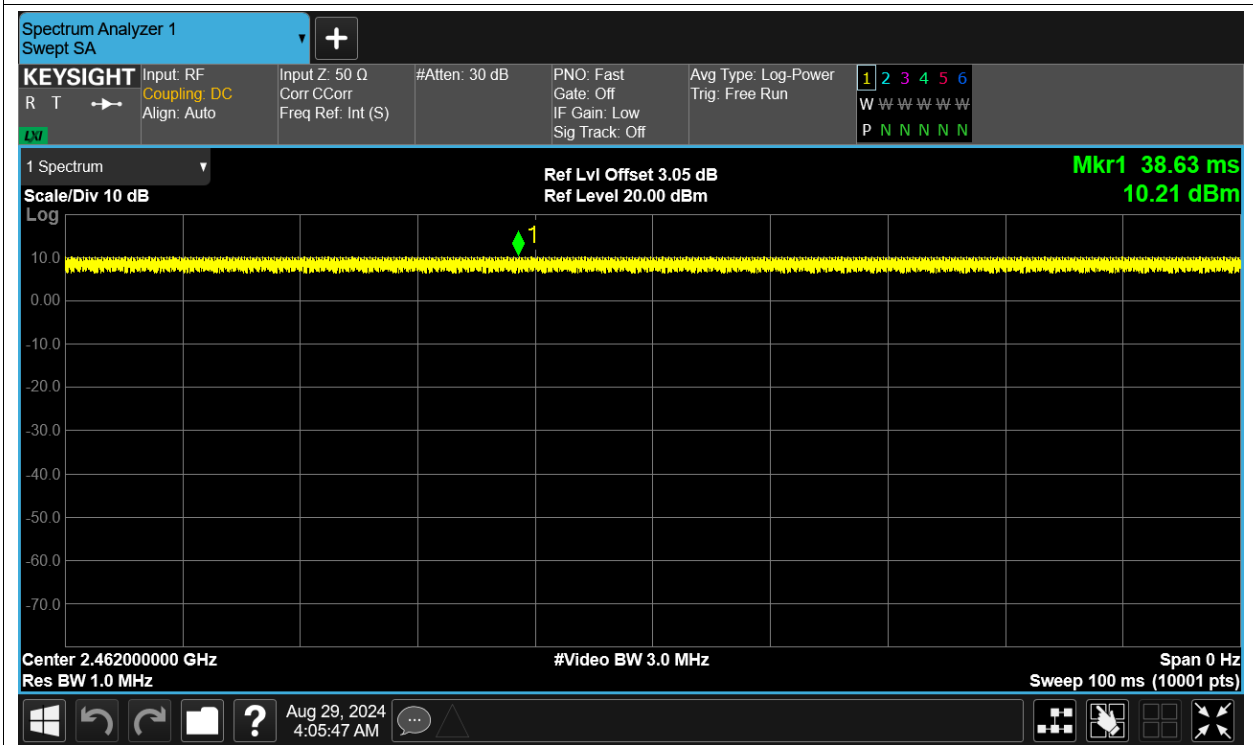 Spectrum Analyzer 1
Swept SA
KEYSIGHT
R T
LXI
Input: RF
Coupling: DC
Align: Auto
Input Z: 50 Ω
Corr CCorr
Freq Ref: Int (S)
#Atten: 30 dB
PNO: Fast
Gate: Off
IF Gain: Low
Sig Track: Off
Avg Type: Log-Power
Trig: Free Run
1 2 3 4 5 6
W W W W W W
P N N N N N
1 Spectrum
Scale/Div 10 dB
Ref Lvl Offset 3.05 dB
Ref Level 20.00 dBm
Mkr1 38.63 ms
10.21 dBm
Log
1
10.0
0.00
-10.0
-20.0
-30.0
-40.0
-50.0
-60.0
-70.0
Center 2.462000000 GHz
#Video BW 3.0 MHz
Span 0 Hz
Res BW 1.0 MHz
Sweep 100 ms (10001 pts)
?
Aug 29, 2024
4:05:47 AM